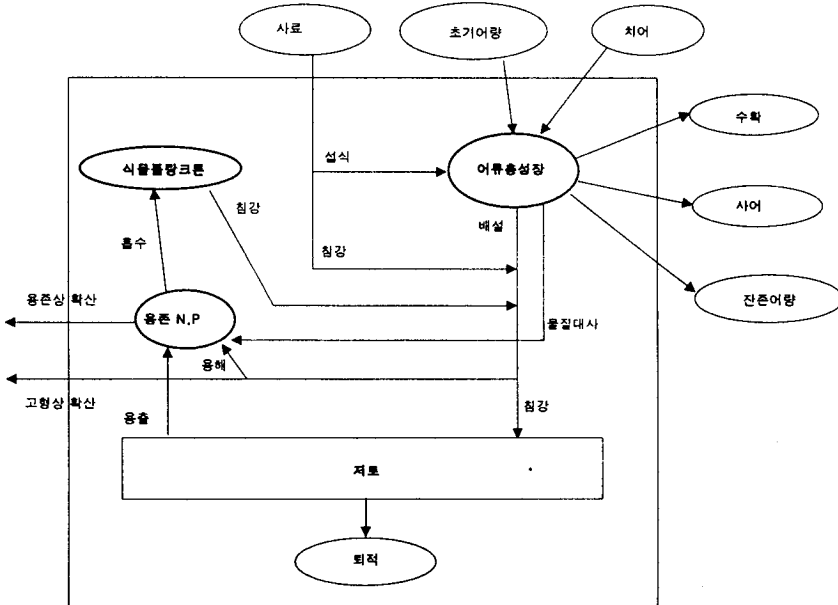 사료
초기어량
치어
수확
식물플랑크톤
섭식
어류총성장
침강
배설
사어
흡수
침강
용존상 확산
용존 N,P
잔존어량
물질대사
용해
고형상 확산
용출
침강
저토
퇴적